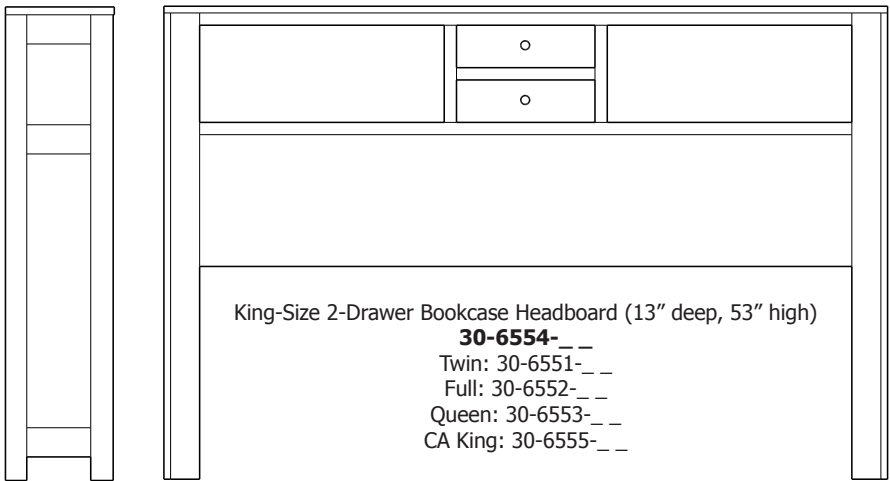 King-Size 2-Drawer Bookcase Headboard (13” deep, 53” high)
30-6554-_ _
Twin: 30-6551-_ _
Full: 30-6552-_ _
Queen: 30-6553-_ _
CA King: 30-6555-_ _